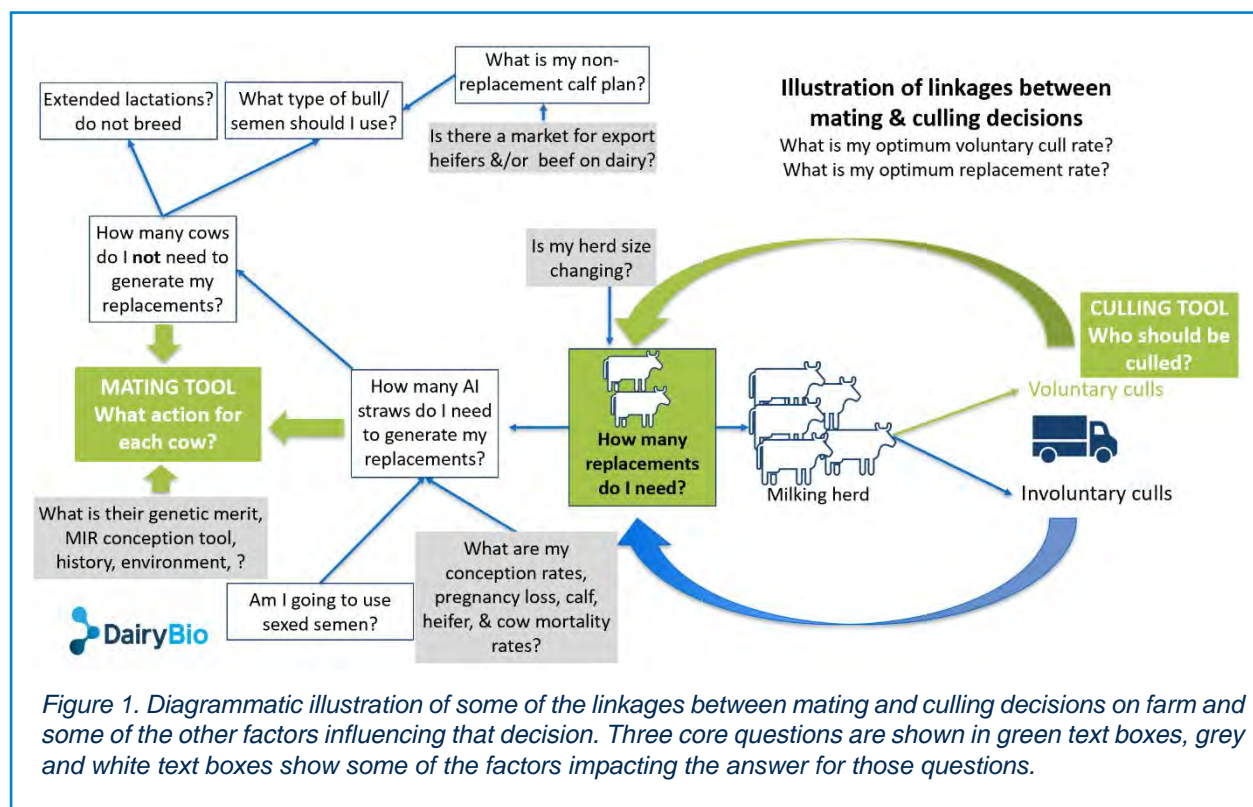 What is my non-
replacement calf plan?
Extended lactations?
do not breed
What type of bull/
semen should I use?
Is there a market for export
heifers &/or beef on dairy?
Illustration of linkages between
mating & culling decisions
What is my optimum voluntary cull rate?
What is my optimum replacement rate?
How many cows
do I not need to
generate my
replacements?
Is my herd size
changing?
CULLING TOOL
Who should be
culled?
MATING TOOL
What action for
each cow?
How many AI
straws do I need
to generate my
replacements?
How many
replacements
do I need?
Milking herd
Voluntary culls
Involuntary culls
What is their genetic merit,
MIR conception tool,
history, environment, ?
Am I going to use
sexed semen?
What are my
conception rates,
pregnancy loss, calf,
heifer, & cow mortality
rates?
DairyBio
Figure 1. Diagrammatic illustration of some of the linkages between mating and culling decisions on farm and
some of the other factors influencing that decision. Three core questions are shown in green text boxes, grey
and white text boxes show some of the factors impacting the answer for those questions.